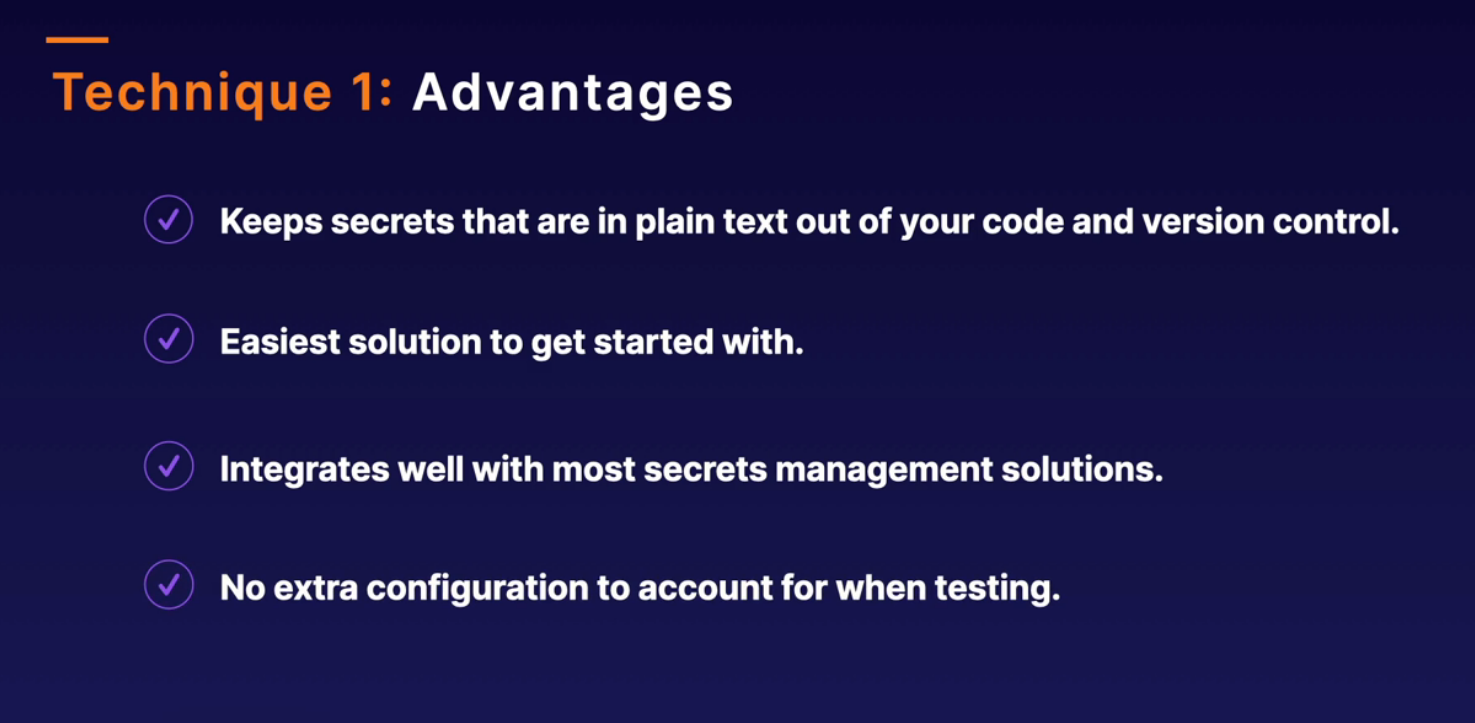 Technique 1: Advantages
Keeps secrets that are in plain text out of your code and version control.
Easiest solution to get started with.
Integrates well with most secrets management solutions.
No extra configuration to account for when testing.